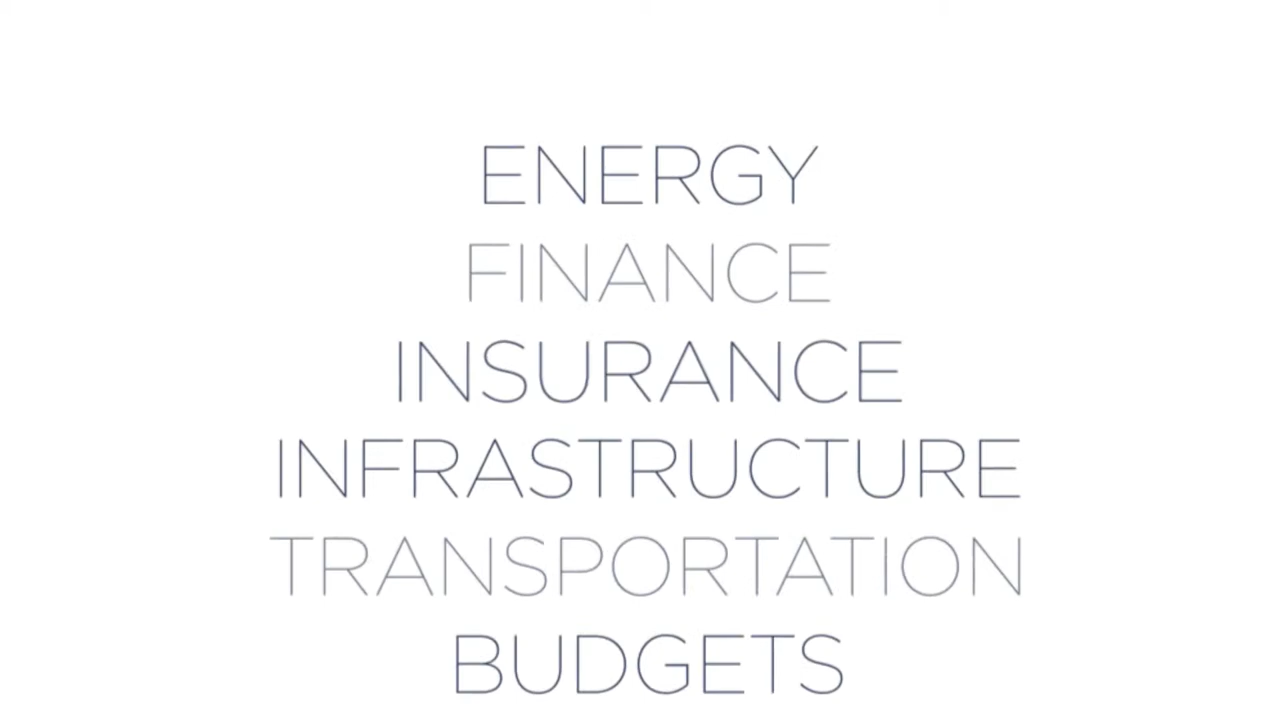 ENERGY
FINANCE
INSURANCE
INFRASTRUCTURE
TRANSPORTATION
BUDGETS